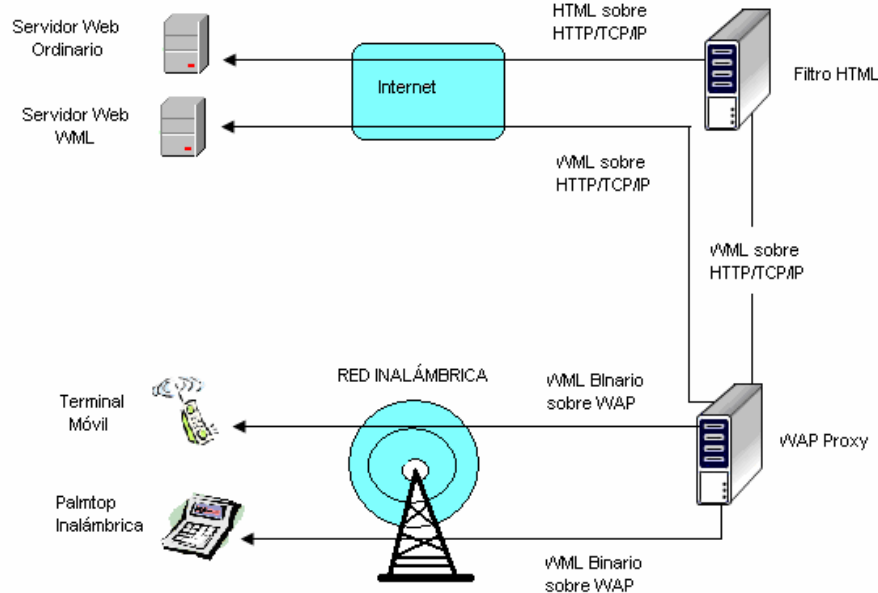 Servidor Web
Ordinario
HTML sobre
HTTP/TCP/IP
Internet
Filtro HTML
Servidor Web
WML
WML sobre
HTTP/TCP/IP
WML sobre
HTTP/TCP/IP
RED INALÁMBRICA
Terminal
Móvil
WML BInario
sobre WAP
WAP Proxy
Palmtop
Inalámbrica
WML Binario
sobre WAP